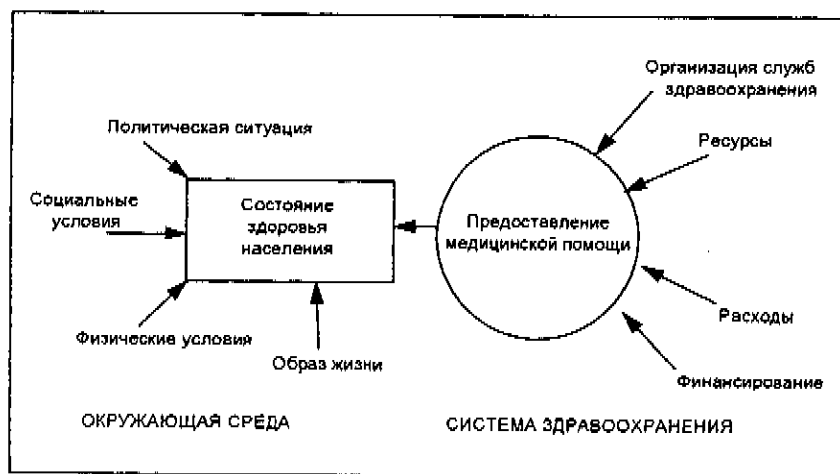 Организация служб
здравоохранения
Политическая ситуация
Ресурсы
Социальные
условия
Состояние
здоровья
населения
Предоставление
медицинской помощи
Физические условия
Образ жизни
Расходы
Финансирование
ОКРУЖАЮЩАЯ СРЕДА
СИСТЕМА ЗДРАВООХРАНЕНИЯ